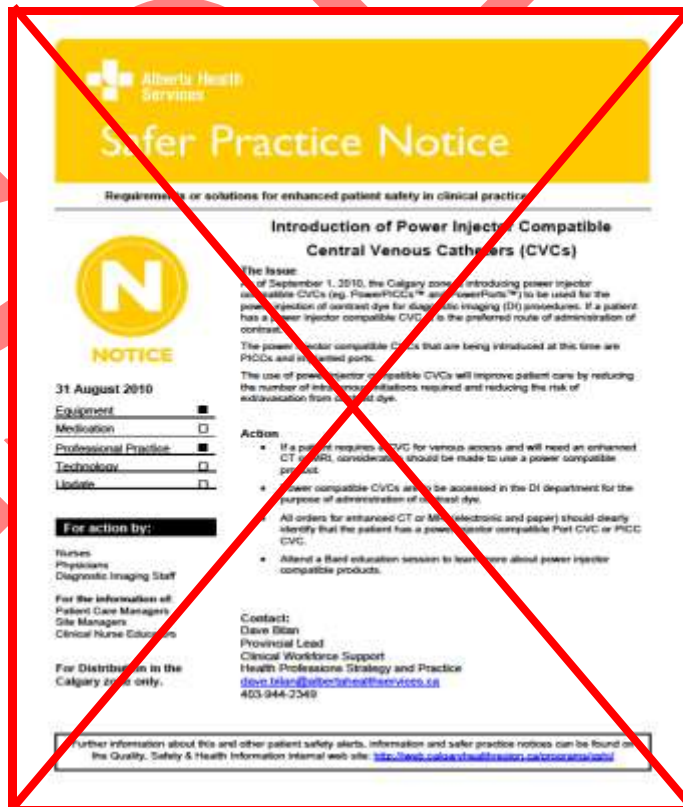 Alberta Health
Services
Safer Practice Notice
Requirements or solutions for enhanced patient safety in clinical practice
Introduction of Power Injector Compatible
Central Venous Catheters (CVCs)
The Issue
As of September 1, 2010, the Calgary zone is introducing power injector
compatible CVCs (eg. PowerPICCs™ and PowerPorts™) to be used for the
power injection of contrast dye for diagnostic imaging (DI) procedures. If a patient
has a power injector compatible CVC, it is the preferred route of administration of
contrast.
The power injector compatible CVCs that are being introduced at this time are
PICCs and implanted ports.
The use of power injector compatible CVCs will improve patient care by reducing
the number of intravenous initiations required and reducing the risk of
extravasation from contrast dye.
N
NOTICE
31 August 2010
Equipment
Medication
Professional Practice
Technology
Update
For action by:
Nurses
Physicians
Diagnostic Imaging Staff
For the information of:
Patient Care Managers
Site Managers
Clinical Nurse Educators
For Distribution in the
Calgary zone only.
Action
• If a patient requires a CVC for venous access and will need an enhanced
CT or MRI, consideration should be made to use a power compatible
product.
• Power compatible CVCs are to be accessed in the DI department for the
purpose of administration of contrast dye.
• All orders for enhanced CT or MRI (electronic and paper) should clearly
identify that the patient has a power injector compatible Port CVC or PICC
CVC.
• Attend a Bard education session to learn more about power injector
compatible products.
Contact:
Dave Bilan
Provincial Lead
Clinical Workforce Support
Health Professions Strategy and Practice
dave.bilan@albertahealthservices.ca
403-944-2349
Further information about this and other patient safety alerts, information and safer practice notices can be found on
the Quality, Safety & Health Information internal web site: